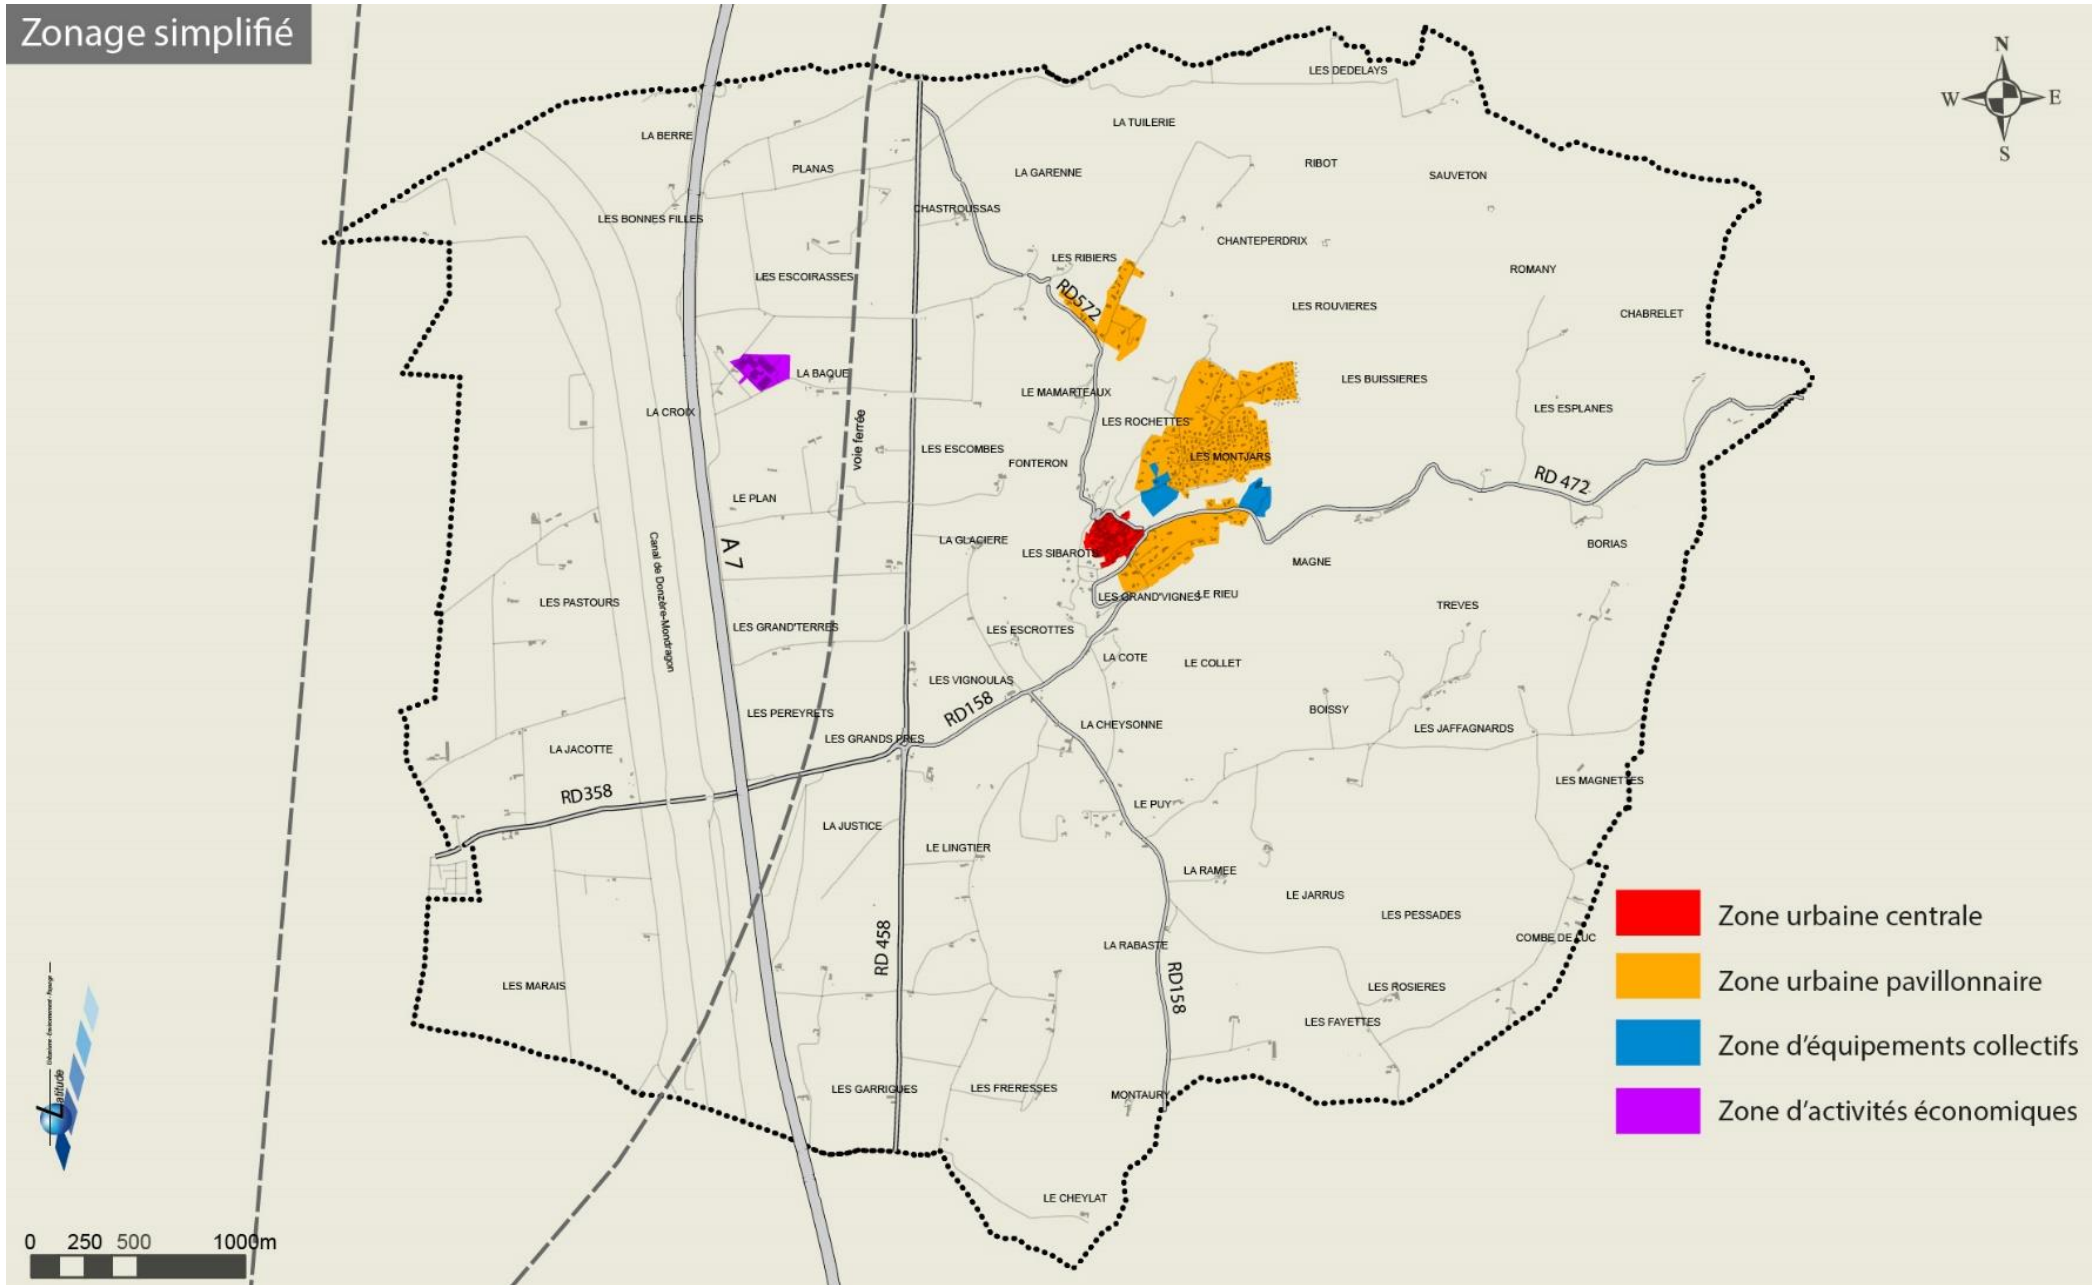 Zonage simplifié
N
W
E
S
LES DEDELAYS
LA TUILERIE
LA BERRE
PLANAS
LA GARENNE
RIBOT
SAUVETON
CHASTROUSSAS
LES BONNES FILLES
CHANTEPERDRIX
LES RIBIERS
LES ESCOIRASSES
ROMANY
RD572
LES ROUVIERES
CHABRELET
LA BAQUE
LES BUISSIERES
LE MAMARTEAUX
LA CROIX
LES ESPLANES
LES ROCHETTES
voie ferrée
LES ESCOMBES
LES MONTJARS
FONTERON
RD 472
LE PLAN
LA GLACIERE
LES SIBAROTS
BORIAS
A 7
MAGNE
Canal de Donzère-Mondragon
LES PASTOURS
LES GRAND'VIGNES
LE RIEU
TREVES
LES GRAND'TERRES
LES ESCROTTES
LA COTE
LE COLLET
LES VIGNOULAS
RD158
LES PEREYRETS
BOISSY
LA CHEYSONNE
LES JAFFAGNARDS
LES GRANDS PRES
LA JACOTTE
LES MAGNETTES
RD358
LE PUY
LA JUSTICE
LE LINGTIER
LA RAMEE
LE JARRUS
LES PESSADES
COMBE DE LUC
RD 458
LA RABASTE
RD158
LES MARAIS
LES ROSIERES
LES FAYETTES
LES GARRIGUES
LES FRERESSES
MONTAURY
LE CHEYLAT
Zone urbaine centrale
Zone urbaine pavillonnaire
Zone d'équipements collectifs
Zone d'activités économiques
Latitude
0 250 500 1000m